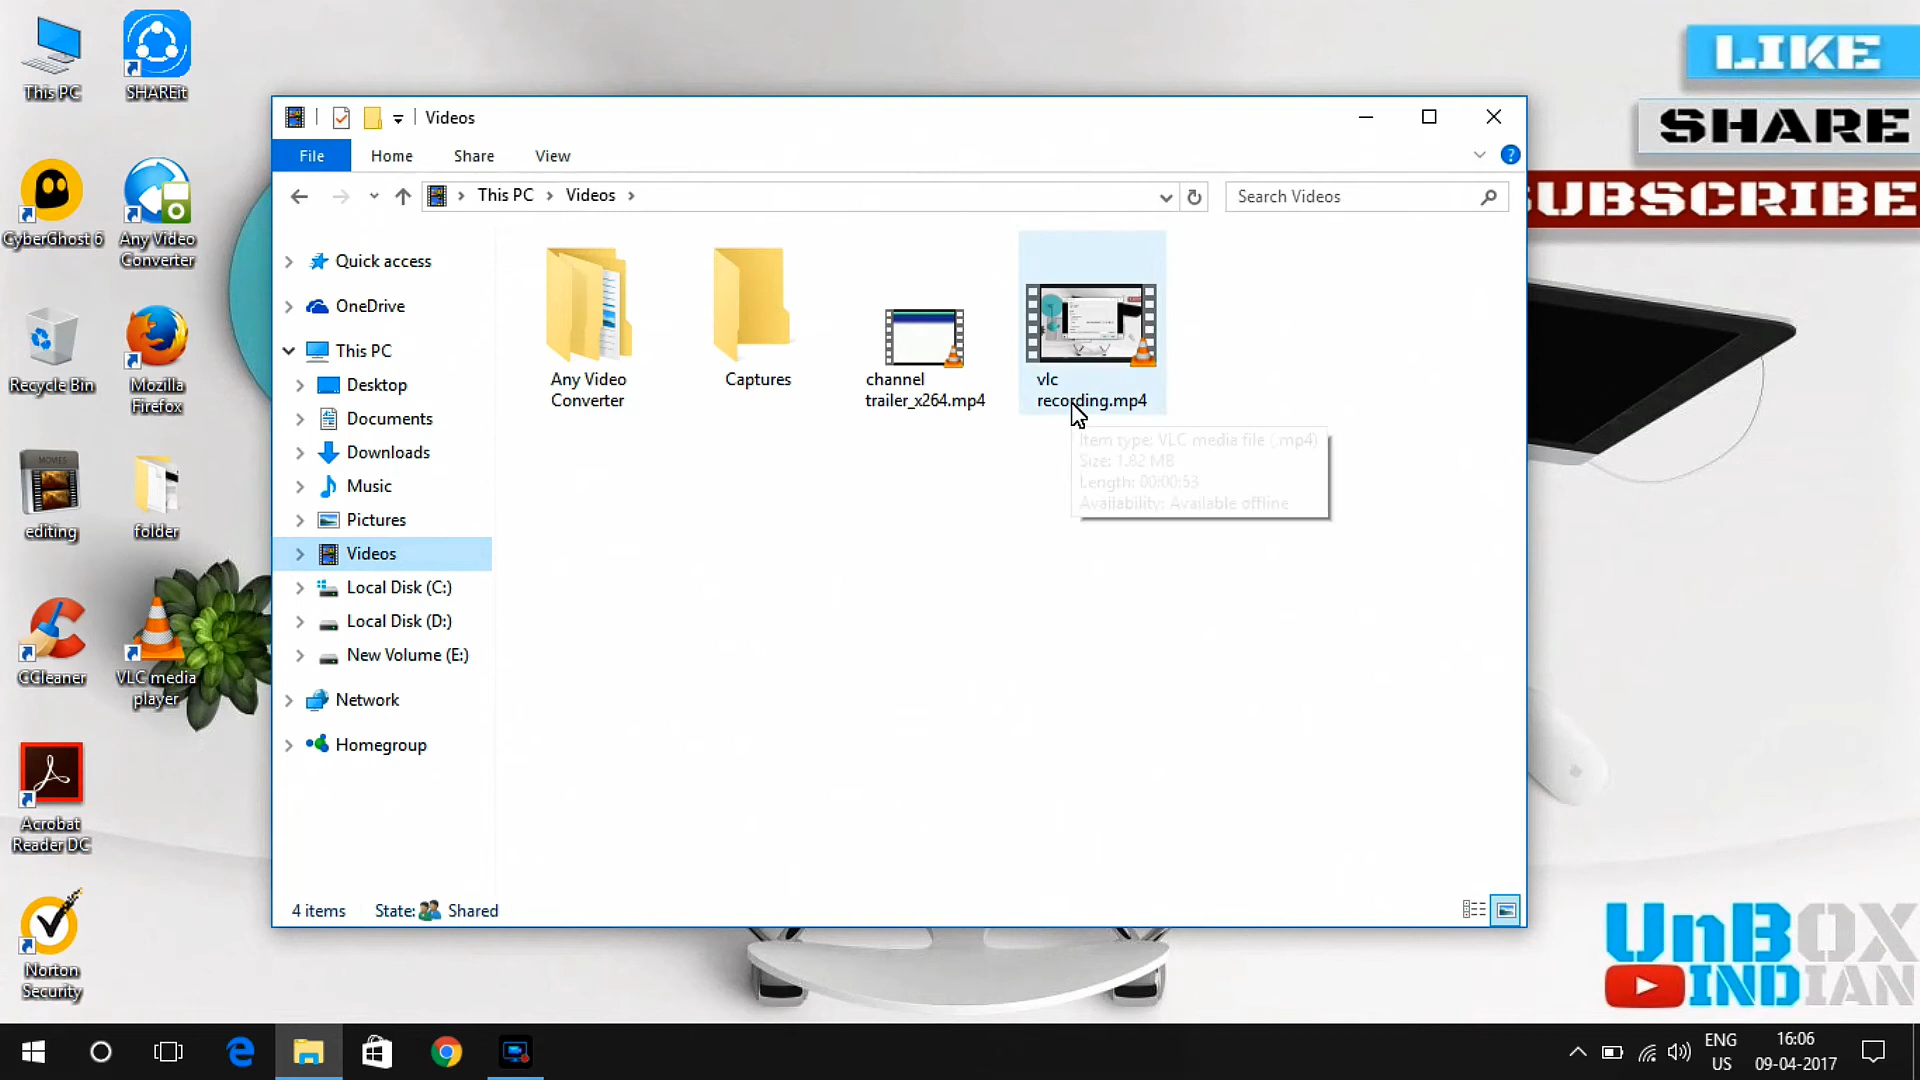 This PC
SHAREit
CyberGhost 6
Any Video
Converter
Recycle Bin
Mozilla
Firefox
MOVIES
editing
folder
CCleaner
VLC media
player
Acrobat
Reader DC
Norton
Security
Videos
File
Home
Share
View
This PC
Videos
Search Videos
Quick access
OneDrive
This PC
Desktop
Documents
Downloads
Music
Pictures
Videos
Local Disk (C:)
Local Disk (D:)
New Volume (E:)
Network
Homegroup
Any Video
Converter
Captures
channel
trailer_x264.mp4
vlc
recording.mp4
Item type: VLC media file (.mp4)
Size: 1.82 MB
Length: 00:00:53
Availability: Available offline
4 items
State:
Shared
LIKE
SHARE
SUBSCRIBE
UnBOX
INDIAN
ENG
US
16:06
09-04-2017